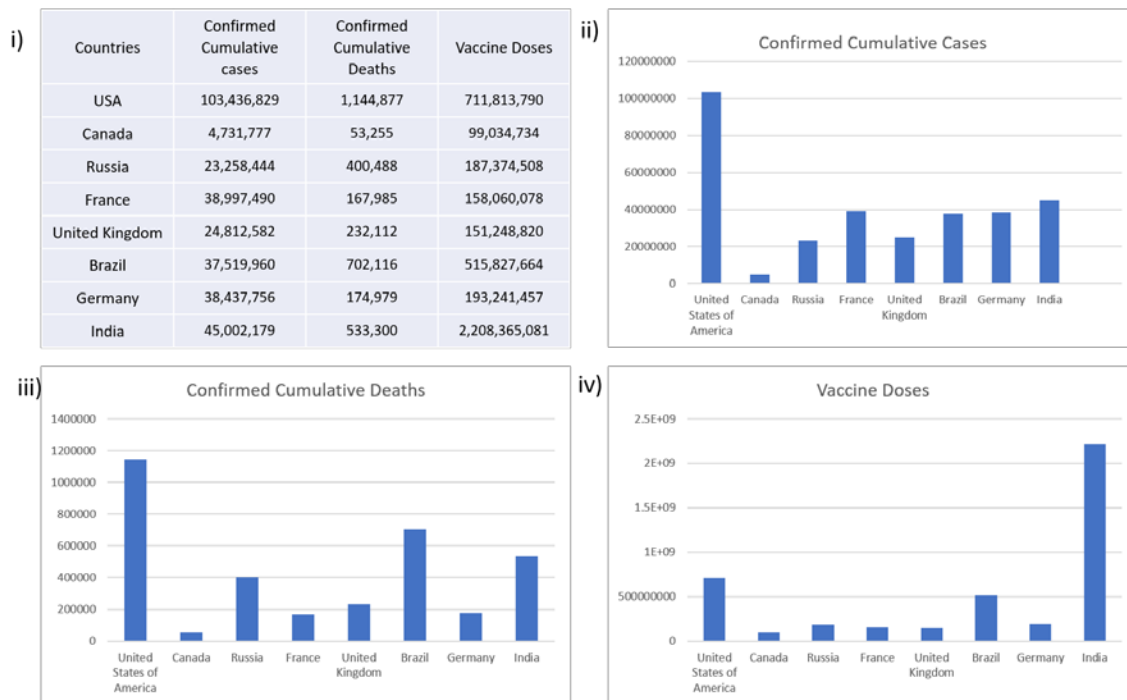 i)
Countries
Confirmed
Cumulative
cases
Confirmed
Cumulative
Deaths
Vaccine Doses
USA 103,436,829 1,144,877 711,813,790
Canada 4,731,777 53,255 99,034,734
Russia 23,258,444 400,488 187,374,508
France 38,997,490 167,985 158,060,078
United Kingdom 24,812,582 232,112 151,248,820
Brazil 37,519,960 702,116 515,827,664
Germany 38,437,756 174,979 193,241,457
India 45,002,179 533,300 2,208,365,081
ii)
Confirmed Cumulative Cases
120000000
100000000
80000000
60000000
40000000
20000000
0
United
States of
America
Canada
Russia
France
United
Kingdom
Brazil
Germany
India
iii)
Confirmed Cumulative Deaths
1400000
1200000
1000000
800000
600000
400000
200000
0
United
States of
America
Canada
Russia
France
United
Kingdom
Brazil
Germany
India
iv)
Vaccine Doses
2.5E+09
2E+09
1.5E+09
1E+09
500000000
0
United
States of
America
Canada
Russia
France
United
Kingdom
Brazil
Germany
India